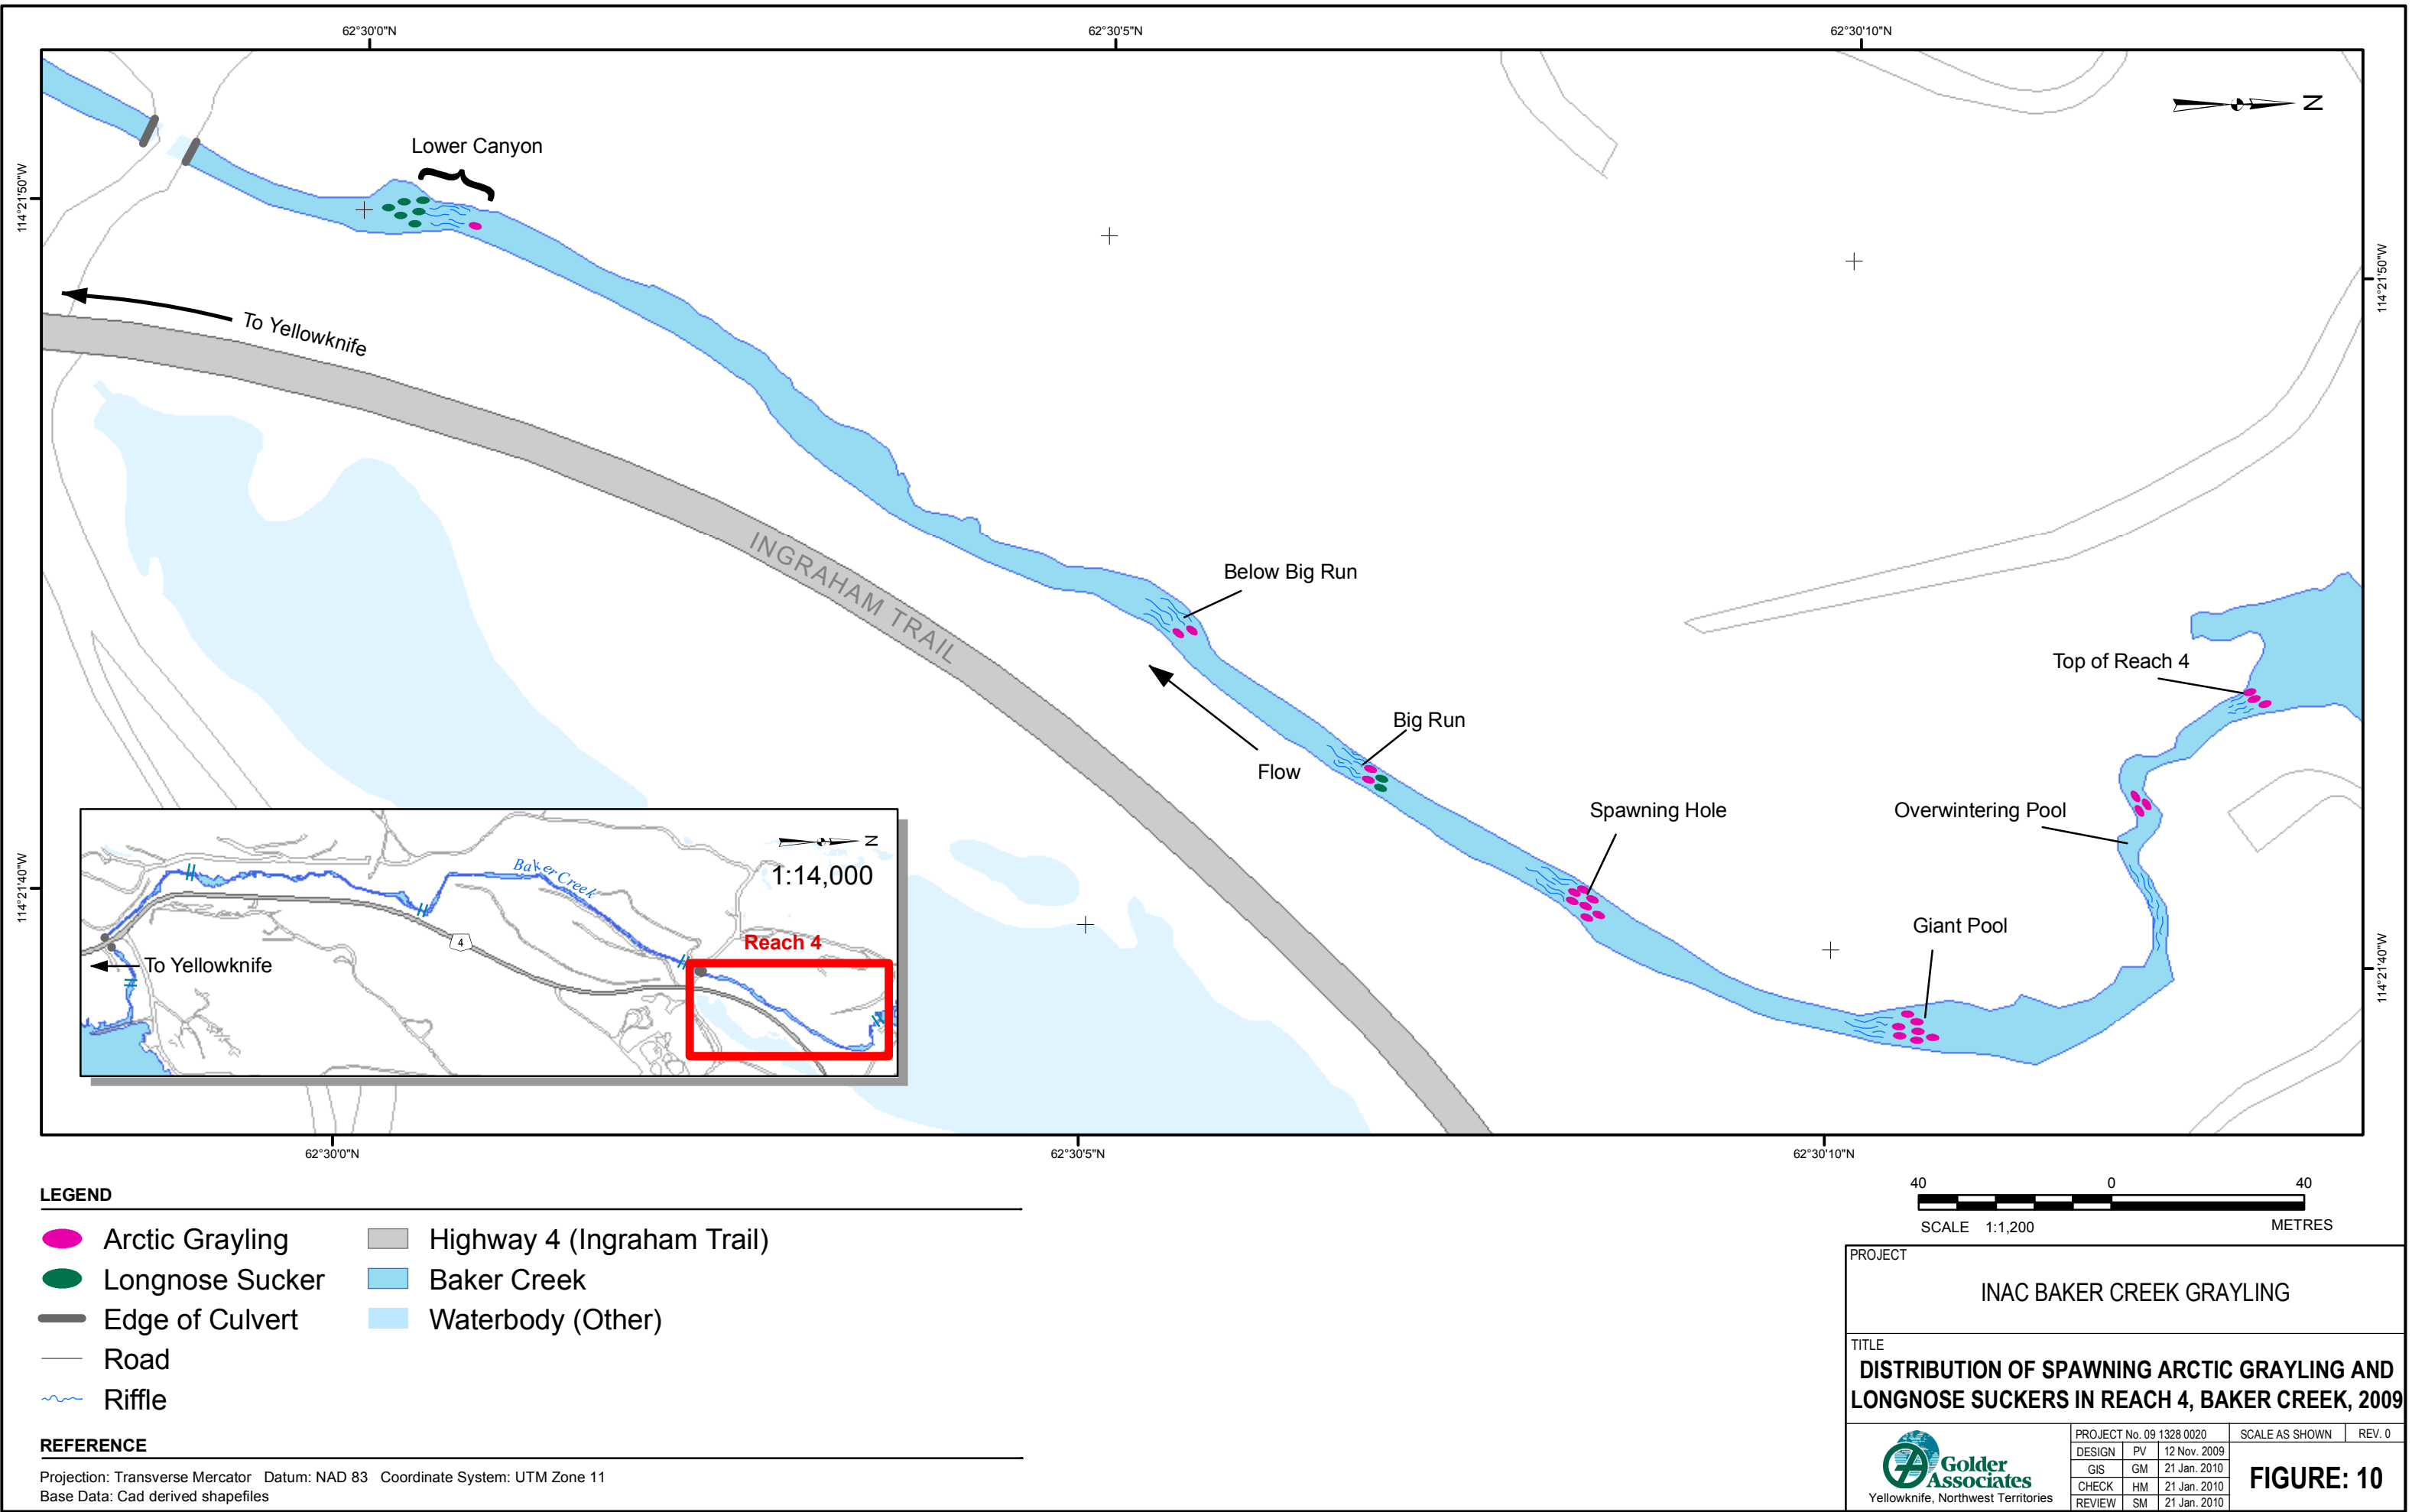 62°30'0"N
62°30'5"N
62°30'10"N
N
Lower Canyon
114°21'50"W
114°21'50"W
To Yellowknife
INGRAHAM TRAIL
Below Big Run
Top of Reach 4
Big Run
Flow
Spawning Hole
Overwintering Pool
Giant Pool
114°21'40"W
114°21'40"W
Baker Creek
N
1:14,000
4
Reach 4
To Yellowknife
62°30'0"N
62°30'5"N
62°30'10"N
LEGEND
Arctic Grayling
Longnose Sucker
Edge of Culvert
Road
Riffle
Highway 4 (Ingraham Trail)
Baker Creek
Waterbody (Other)
REFERENCE
Projection: Transverse Mercator Datum: NAD 83 Coordinate System: UTM Zone 11
Base Data: Cad derived shapefiles
40 0 40
SCALE 1:1,200 METRES
PROJECT
INAC BAKER CREEK GRAYLING
TITLE
DISTRIBUTION OF SPAWNING ARCTIC GRAYLING AND
LONGNOSE SUCKERS IN REACH 4, BAKER CREEK, 2009
Golder
Associates
Yellowknife, Northwest Territories
PROJECT No. 09 1328 0020 SCALE AS SHOWN REV. 0
DESIGN PV 12 Nov. 2009
GIS GM 21 Jan. 2010
CHECK HM 21 Jan. 2010
REVIEW SM 21 Jan. 2010
FIGURE: 10